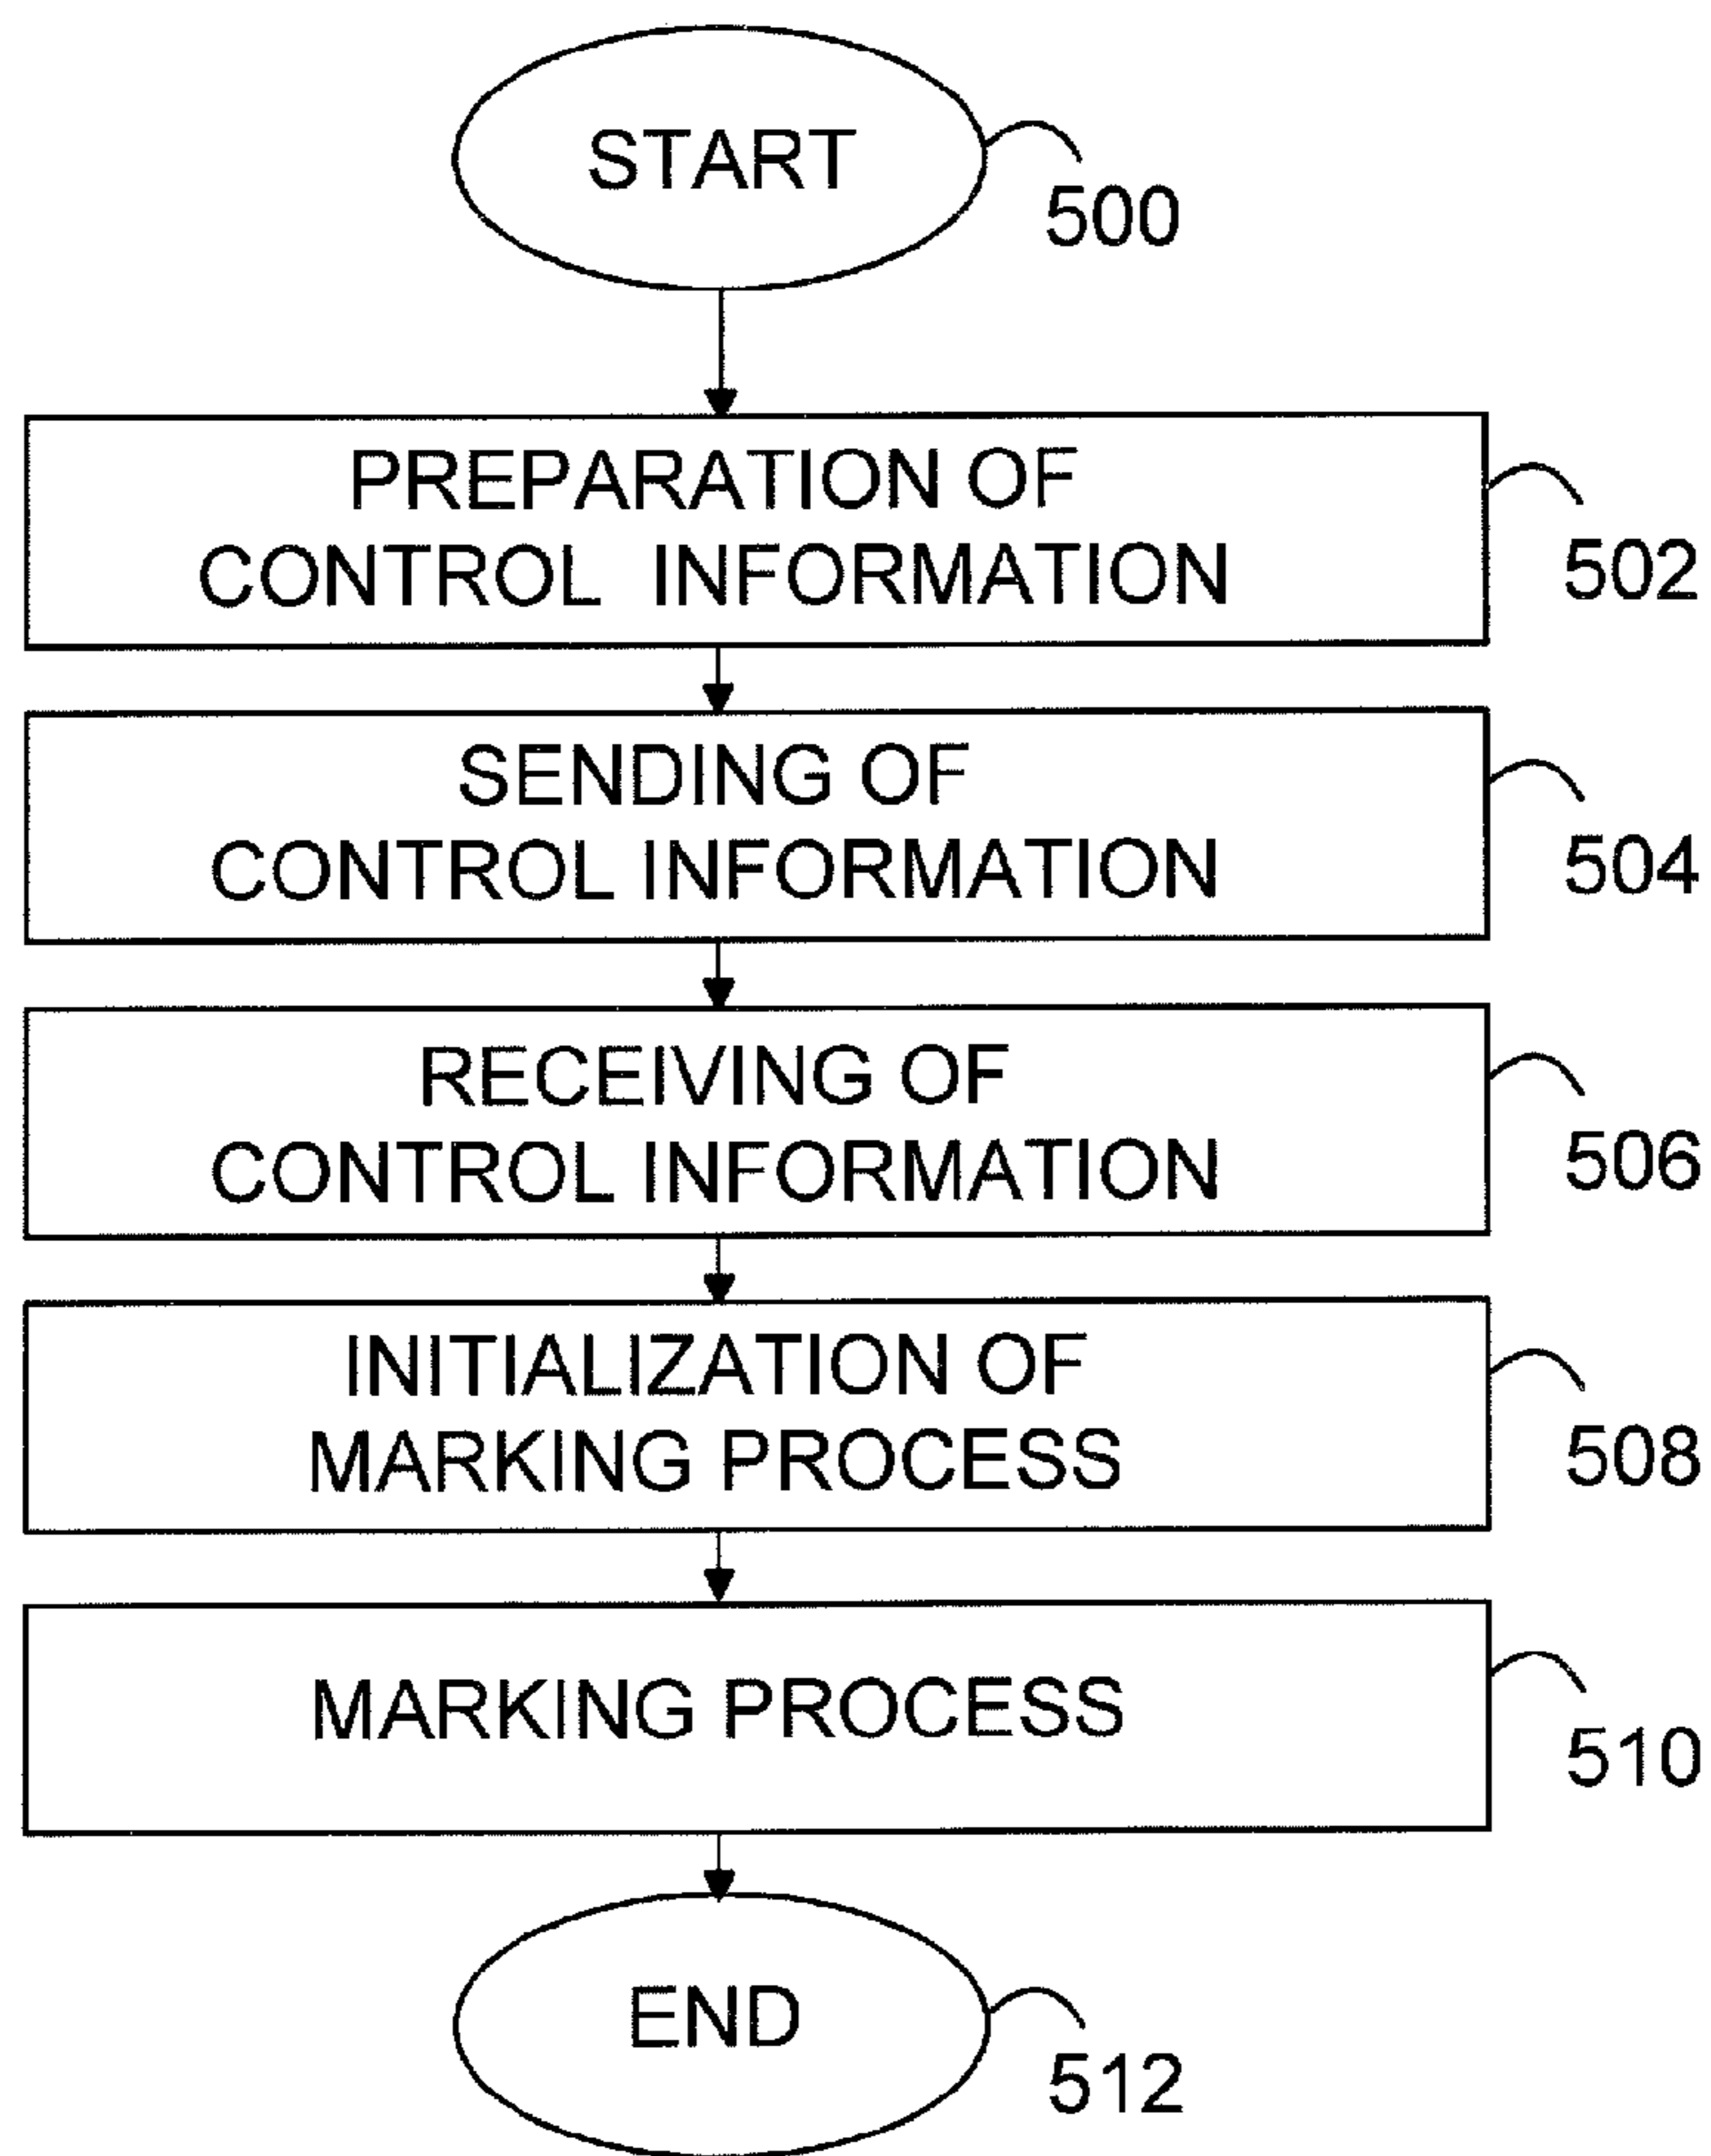 START
500
PREPARATION OF
CONTROL INFORMATION
502
SENDING OF
CONTROL INFORMATION
504
RECEIVING OF
CONTROL INFORMATION
506
INITIALIZATION OF
MARKING PROCESS
508
MARKING PROCESS
510
END
512